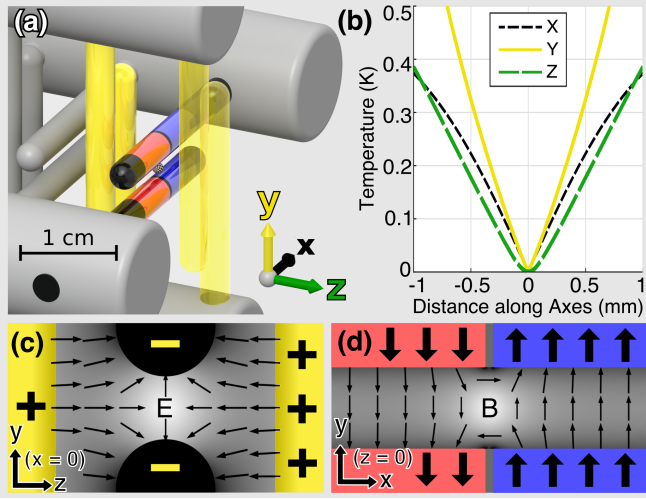 (a)
1 cm
y
x
z
(b)
Temperature (K)
0.5
0.4
0.3
0.2
0.1
0
X
Y
Z
-1 -0.5 0 0.5 1
Distance along Axes (mm)
(c)
+
+
+
+
E
y
(x = 0)
z
(d)
B
y
(z = 0)
x